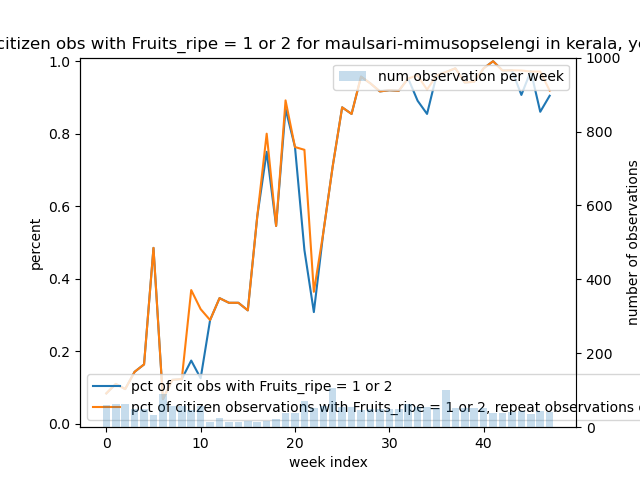 citizen obs with Fruits_ripe = 1 or 2 for maulsari-mimusopselengi in kerala,
num observation per week
1.0
0.8
0.6
0.4
0.2
0.0
percent
1000
800
600
400
200
0
number of observations
pct of cit obs with Fruits_ripe = 1 or 2
pct of citizen observations with Fruits_ripe = 1 or 2, repeat observations
0 10 20 30 40
week index